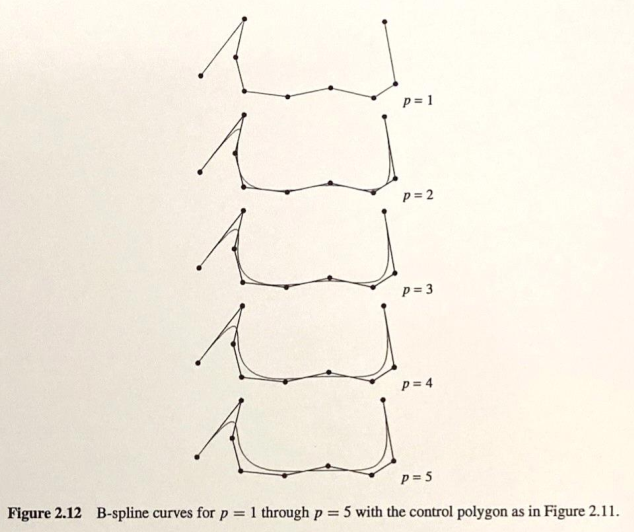 p = 1
p = 2
p = 3
p = 4
p = 5
Figure 2.12 B-spline curves for p = 1 through p = 5 with the control polygon as in Figure 2.11.